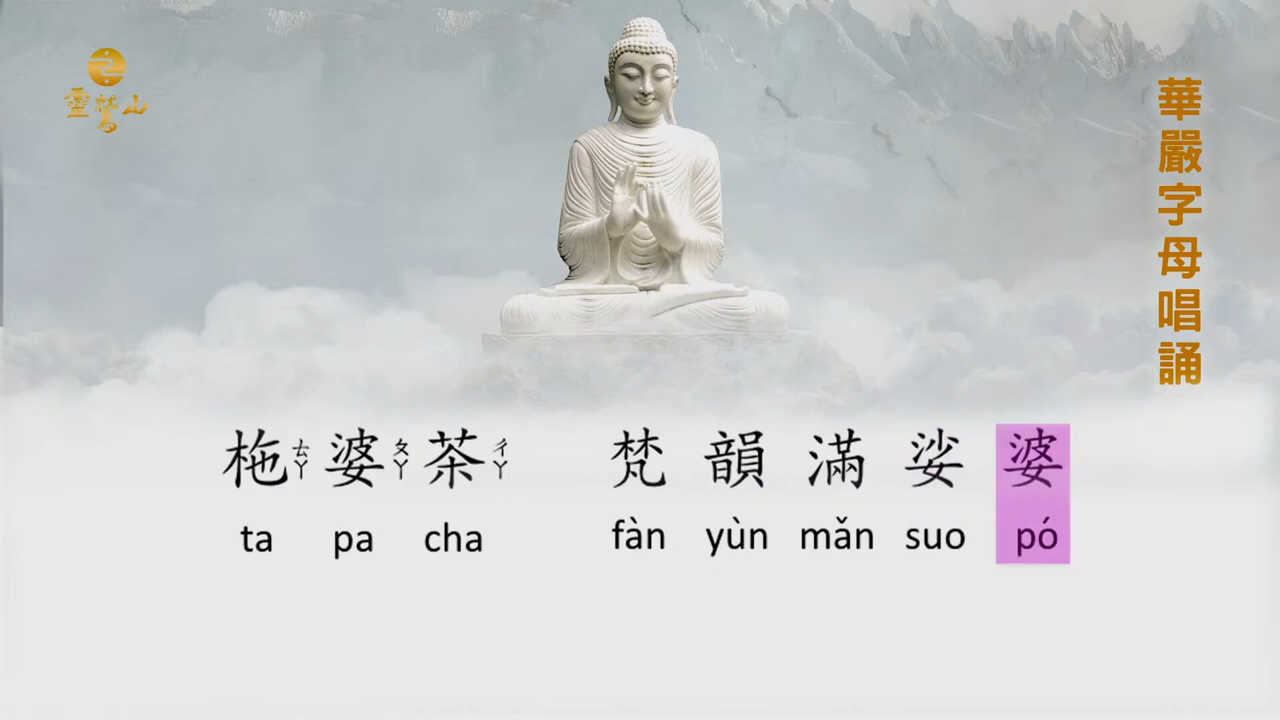 靈鷲山
華嚴字母唱誦
柂ㄊㄚ 婆ㄆㄚ 茶ㄔㄚ 梵 韻 滿 娑 婆
ta pa cha fàn yùn mǎn suo pó